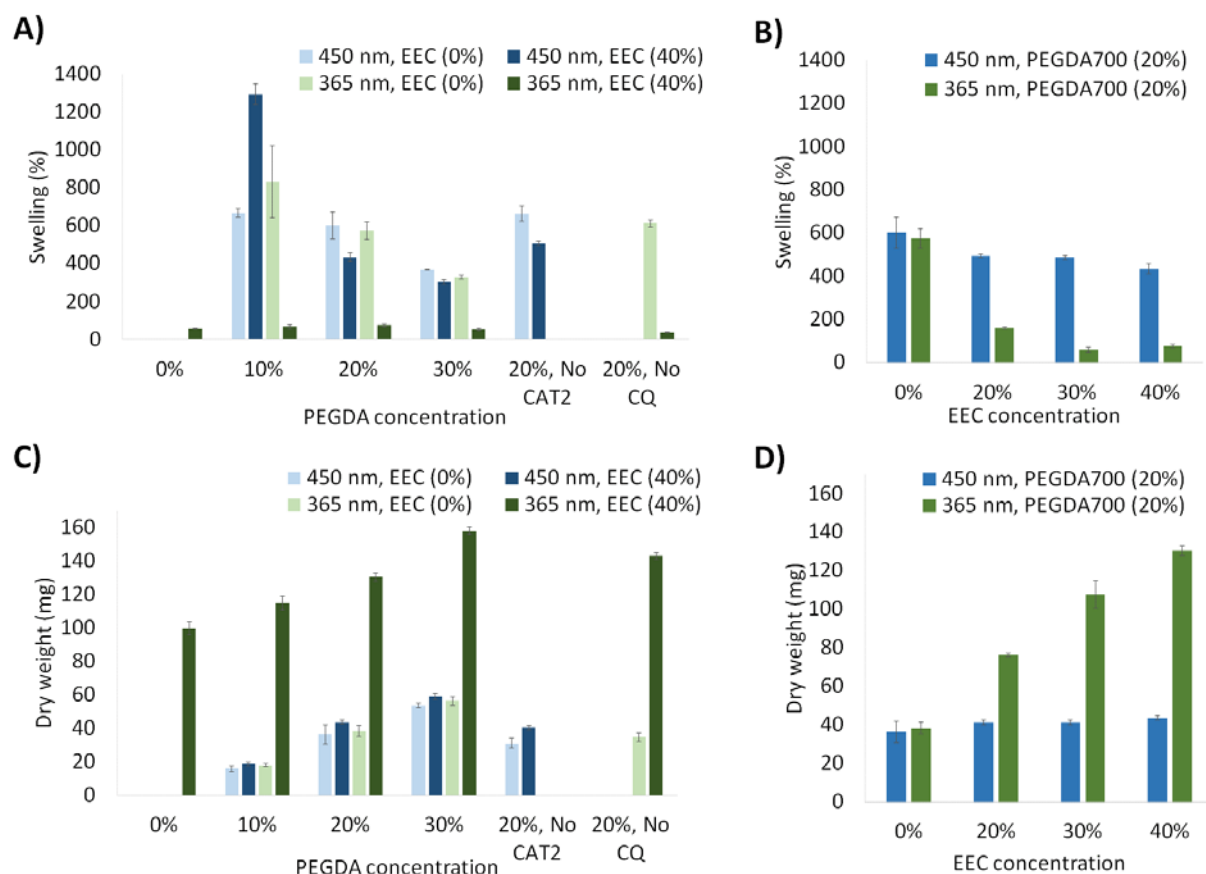 A)
450 nm, EEC (0%) 450 nm, EEC (40%)
365 nm, EEC (0%) 365 nm, EEC (40%)
1400
1200
1000
800
600
400
200
0
Swelling (%)
0% 10% 20% 30% 20%, No 20%, No
CAT2 CQ
PEGDA concentration
B)
450 nm, PEGDA700 (20%)
365 nm, PEGDA700 (20%)
1400
1200
1000
800
600
400
200
0
Swelling (%)
0% 20% 30% 40%
EEC concentration
C)
450 nm, EEC (0%) 450 nm, EEC (40%)
365 nm, EEC (0%) 365 nm, EEC (40%)
160
140
120
100
80
60
40
20
0
Dry weight (mg)
0% 10% 20% 30% 20%, No 20%, No
CAT2 CQ
PEGDA concentration
D)
450 nm, PEGDA700 (20%)
365 nm, PEGDA700 (20%)
160
140
120
100
80
60
40
20
0
Dry weight (mg)
0% 20% 30% 40%
EEC concentration